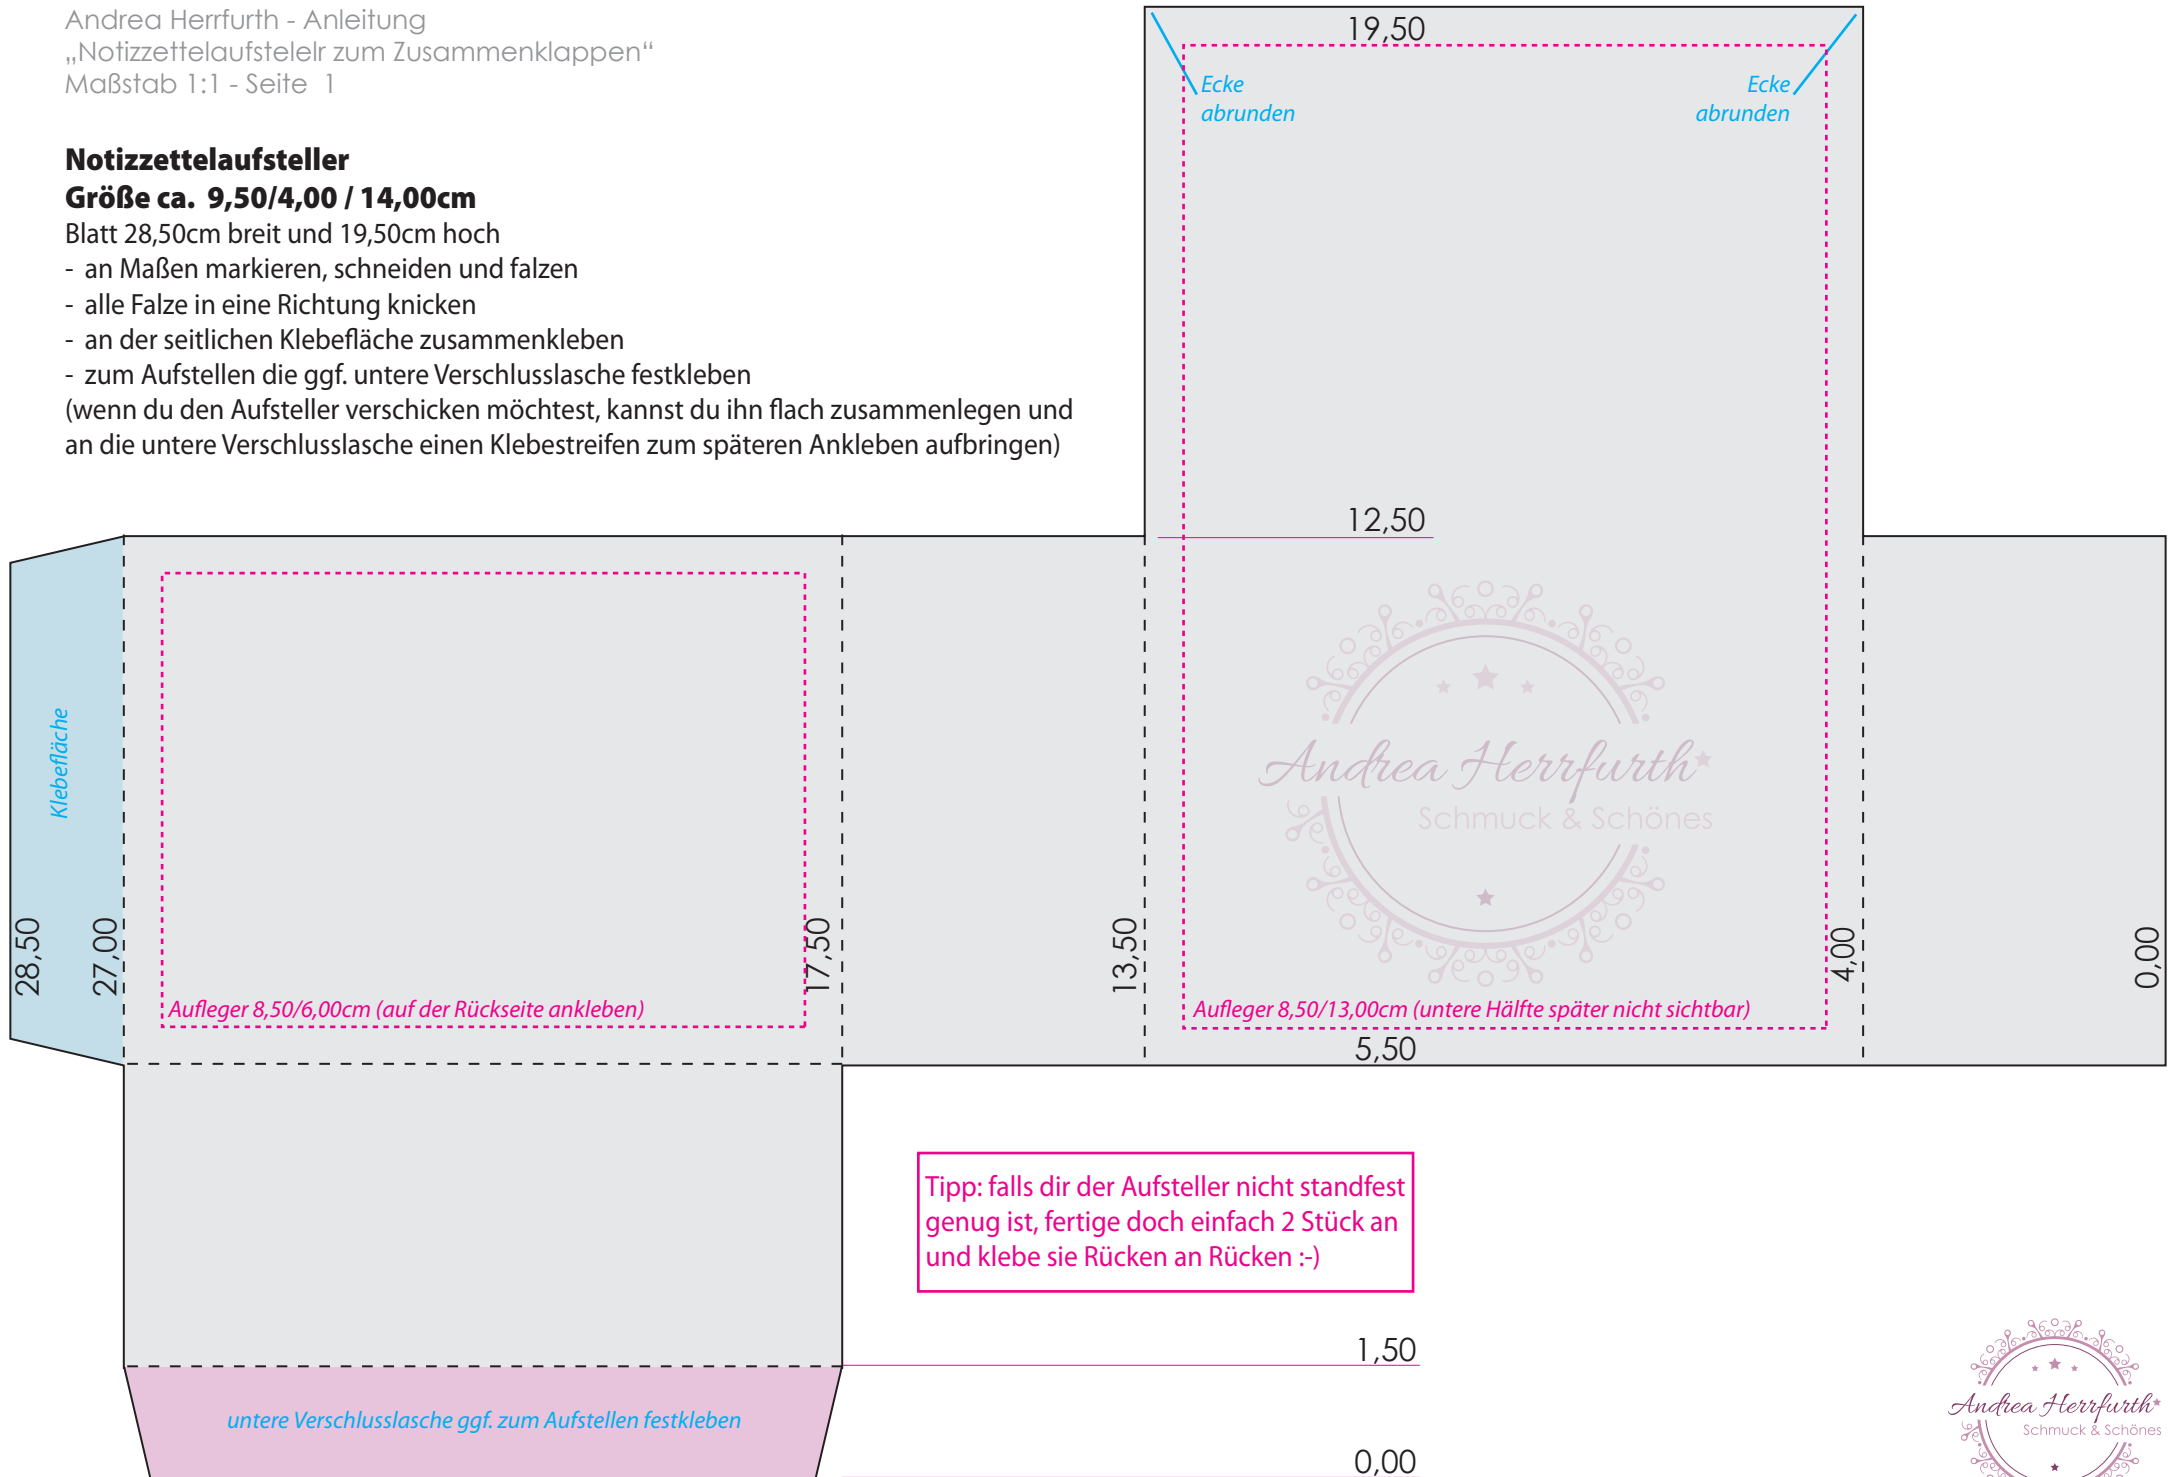 Andrea Herrfurth - Anleitung
„Notizzettelaufstelelr zum Zusammenklappen“
Maßstab 1:1 - Seite 1
Notizzettelaufsteller
Größe ca. 9,50/4,00 / 14,00cm
Blatt 28,50cm breit und 19,50cm hoch
- an Maßen markieren, schneiden und falzen
- alle Falze in eine Richtung knicken
- an der seitlichen Klebefläche zusammenkleben
- zum Aufstellen die ggf. untere Verschlusslasche festkleben
(wenn du den Aufsteller verschicken möchtest, kannst du ihn flach zusammenlegen und
an die untere Verschlusslasche einen Klebestreifen zum späteren Ankleben aufbringen)
19,50
Ecke
abrunden
Ecke
abrunden
12,50
Klebefläche
28,50
27,00
17,50
13,50
4,00
0,00
Andrea Herrfurth
Schmuck & Schönes
Aufleger 8,50/6,00cm (auf der Rückseite ankleben)
Aufleger 8,50/13,00cm (untere Hälfte später nicht sichtbar)
5,50
Tipp: falls dir der Aufsteller nicht standfest
genug ist, fertige doch einfach 2 Stück an
und klebe sie Rücken an Rücken :-)
1,50
untere Verschlusslasche ggf. zum Aufstellen festkleben
0,00
Andrea Herrfurth
Schmuck & Schönes